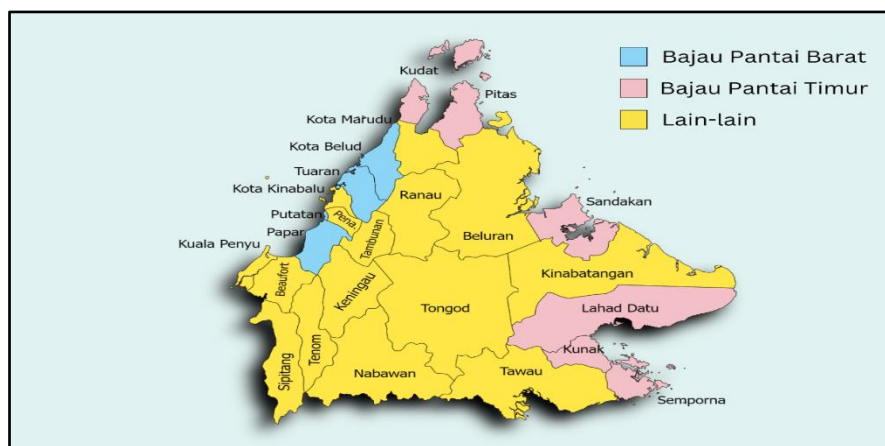 Bajau Pantai Barat
Bajau Pantai Timur
Lain-lain
Kudat
Pitas
Kota Marudu
Kota Belud
Tuaran
Kota Kinabalu
Ranau
Sandakan
Putatan
Pena.
Papar
Tambunan
Beluran
Kuala Penyu
Beaufort
Keningau
Kinabatangan
Tongod
Lahad Datu
Sipitang
Tenom
Kunak
Nabawan
Tawau
Semporna